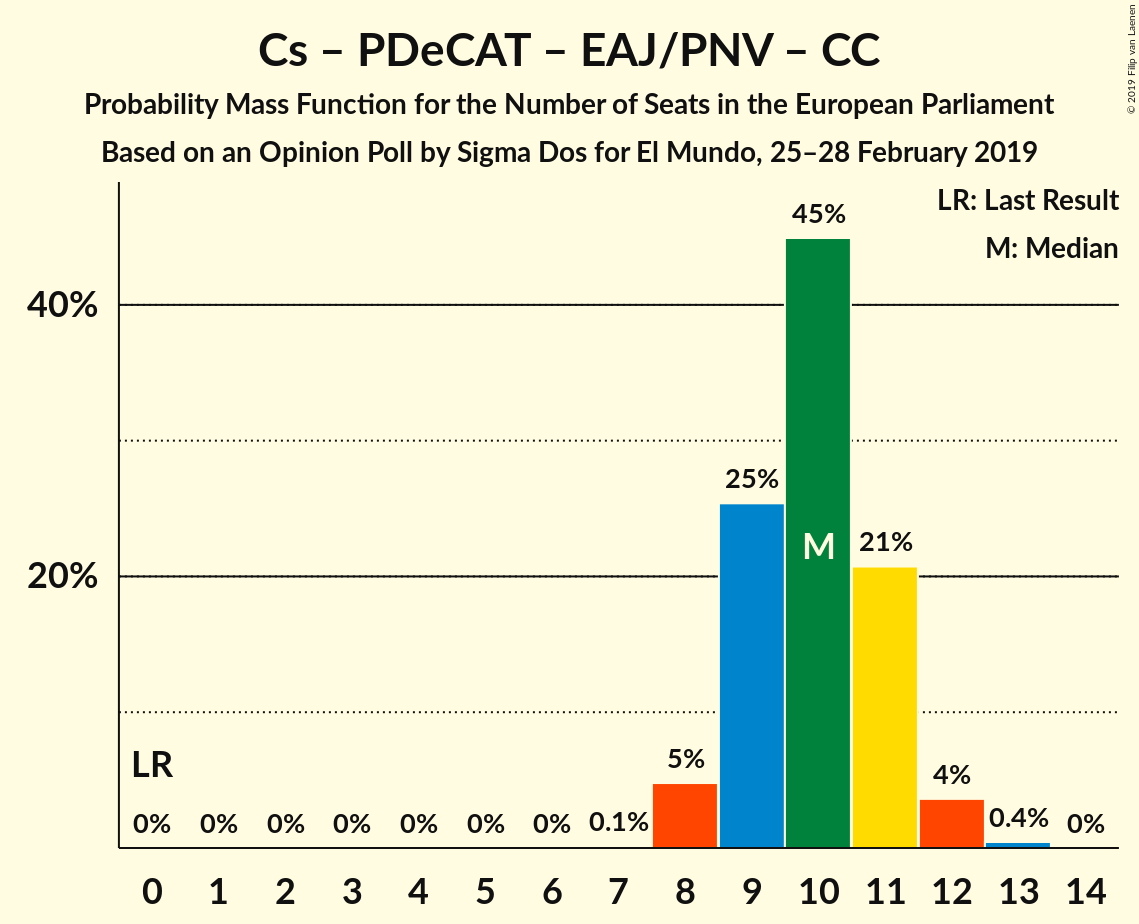 Cs – PDeCAT – EAJ/PNV – CC
Probability Mass Function for the Number of Seats in the European Parliament
Based on an Opinion Poll by Sigma Dos for El Mundo, 25–28 February 2019
© 2019 Filip van Laenen
LR: Last Result
M: Median
45%
40%
25%
M
21%
20%
LR
5%
4%
0% 0% 0% 0% 0% 0% 0% 0.1% 0.4% 0%
0 1 2 3 4 5 6 7 8 9 10 11 12 13 14